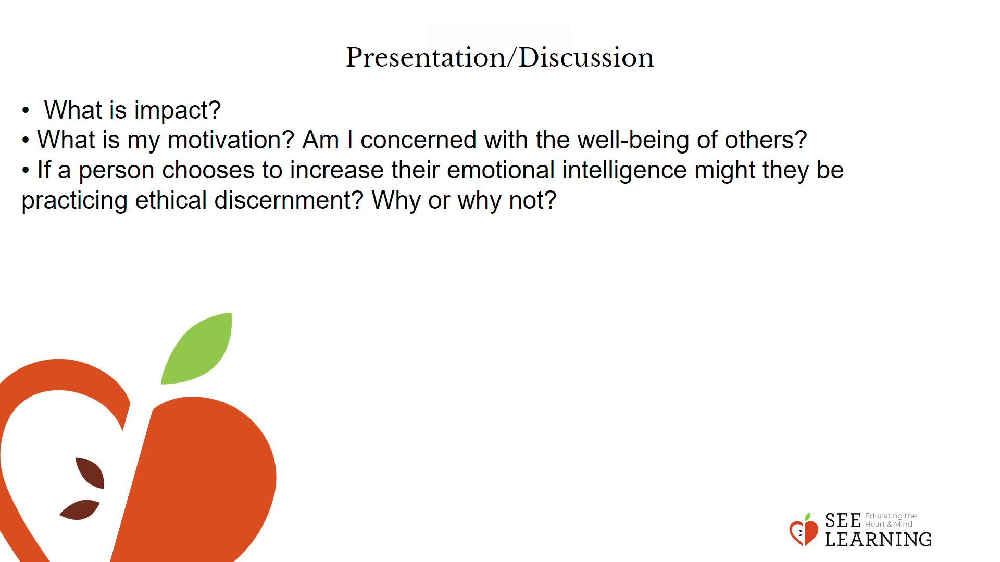 Presentation/Discussion
• What is impact?
• What is my motivation? Am I concerned with the well-being of others?
• If a person chooses to increase their emotional intelligence might they be
practicing ethical discernment? Why or why not?
SEE Educating the
Heart & Mind
LEARNING